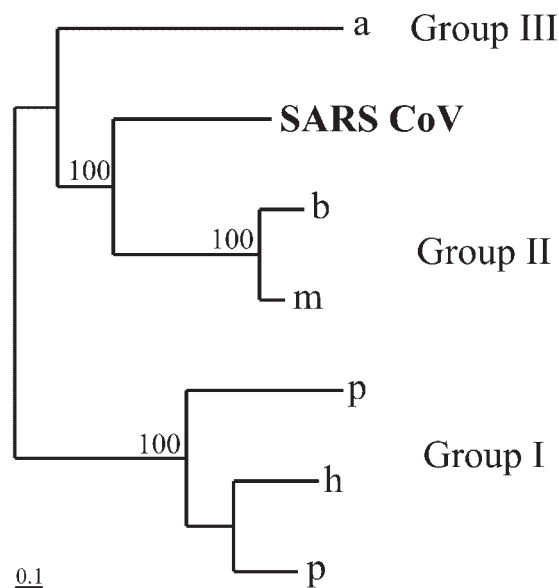 a Group III
SARS CoV
100
b
100
Group II
m
p
100
Group I
h
p
0.1